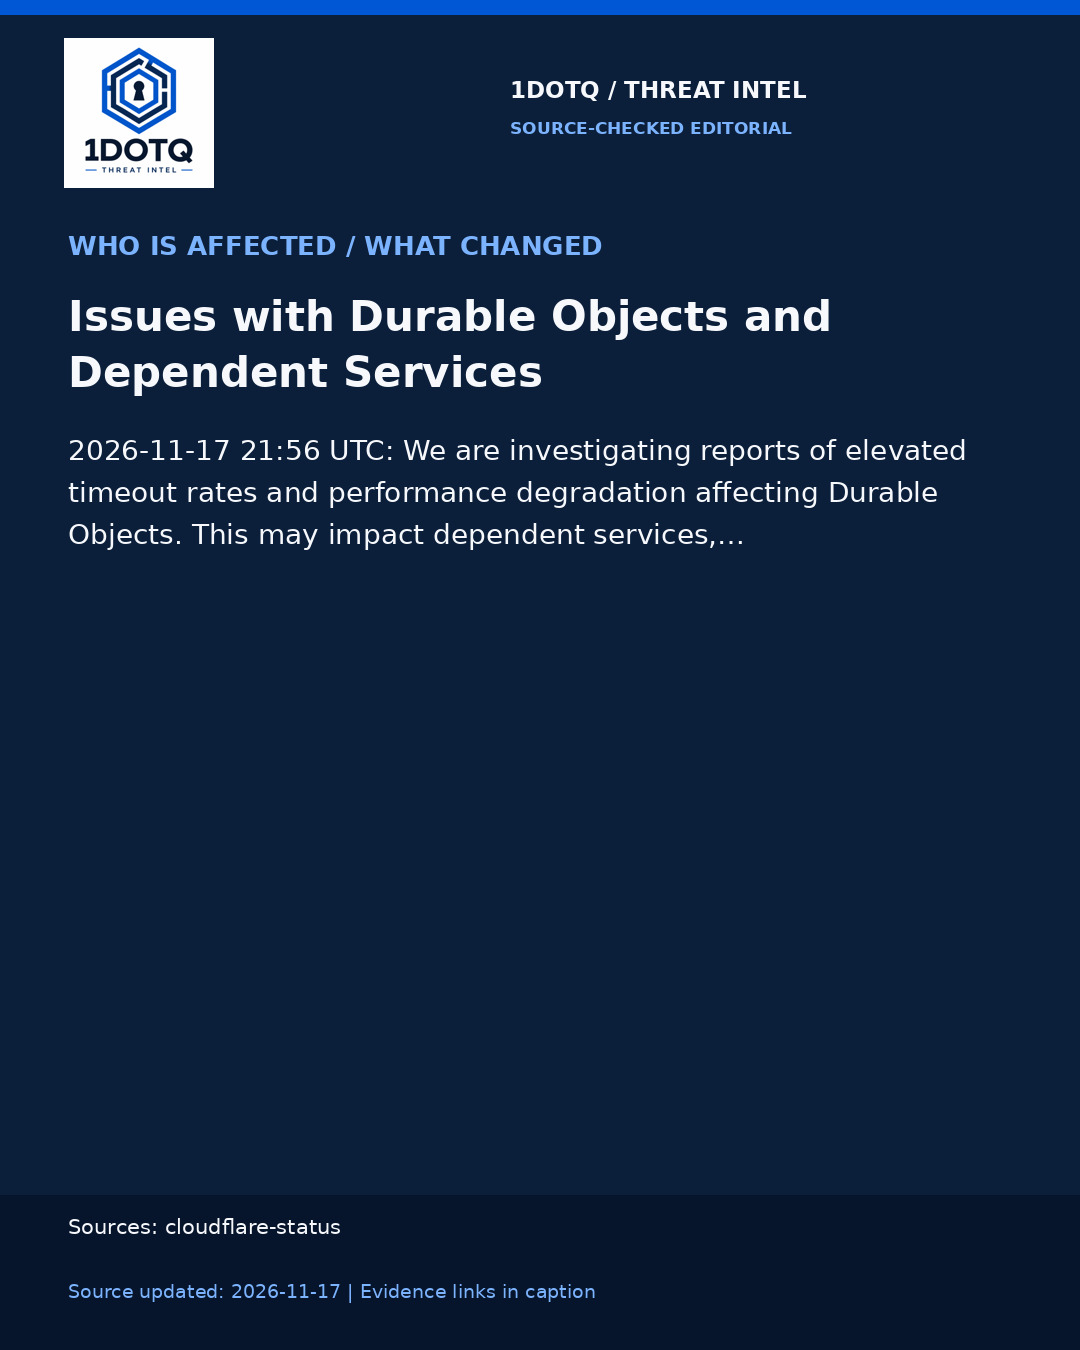 1DOTQ
THREAT INTEL
1DOTQ / THREAT INTEL
SOURCE-CHECKED EDITORIAL
WHO IS AFFECTED / WHAT CHANGED
Issues with Durable Objects and
Dependent Services
2026-11-17 21:56 UTC: We are investigating reports of elevated
timeout rates and performance degradation affecting Durable
Objects. This may impact dependent services,...
Sources: cloudflare-status
Source updated: 2026-11-17 | Evidence links in caption